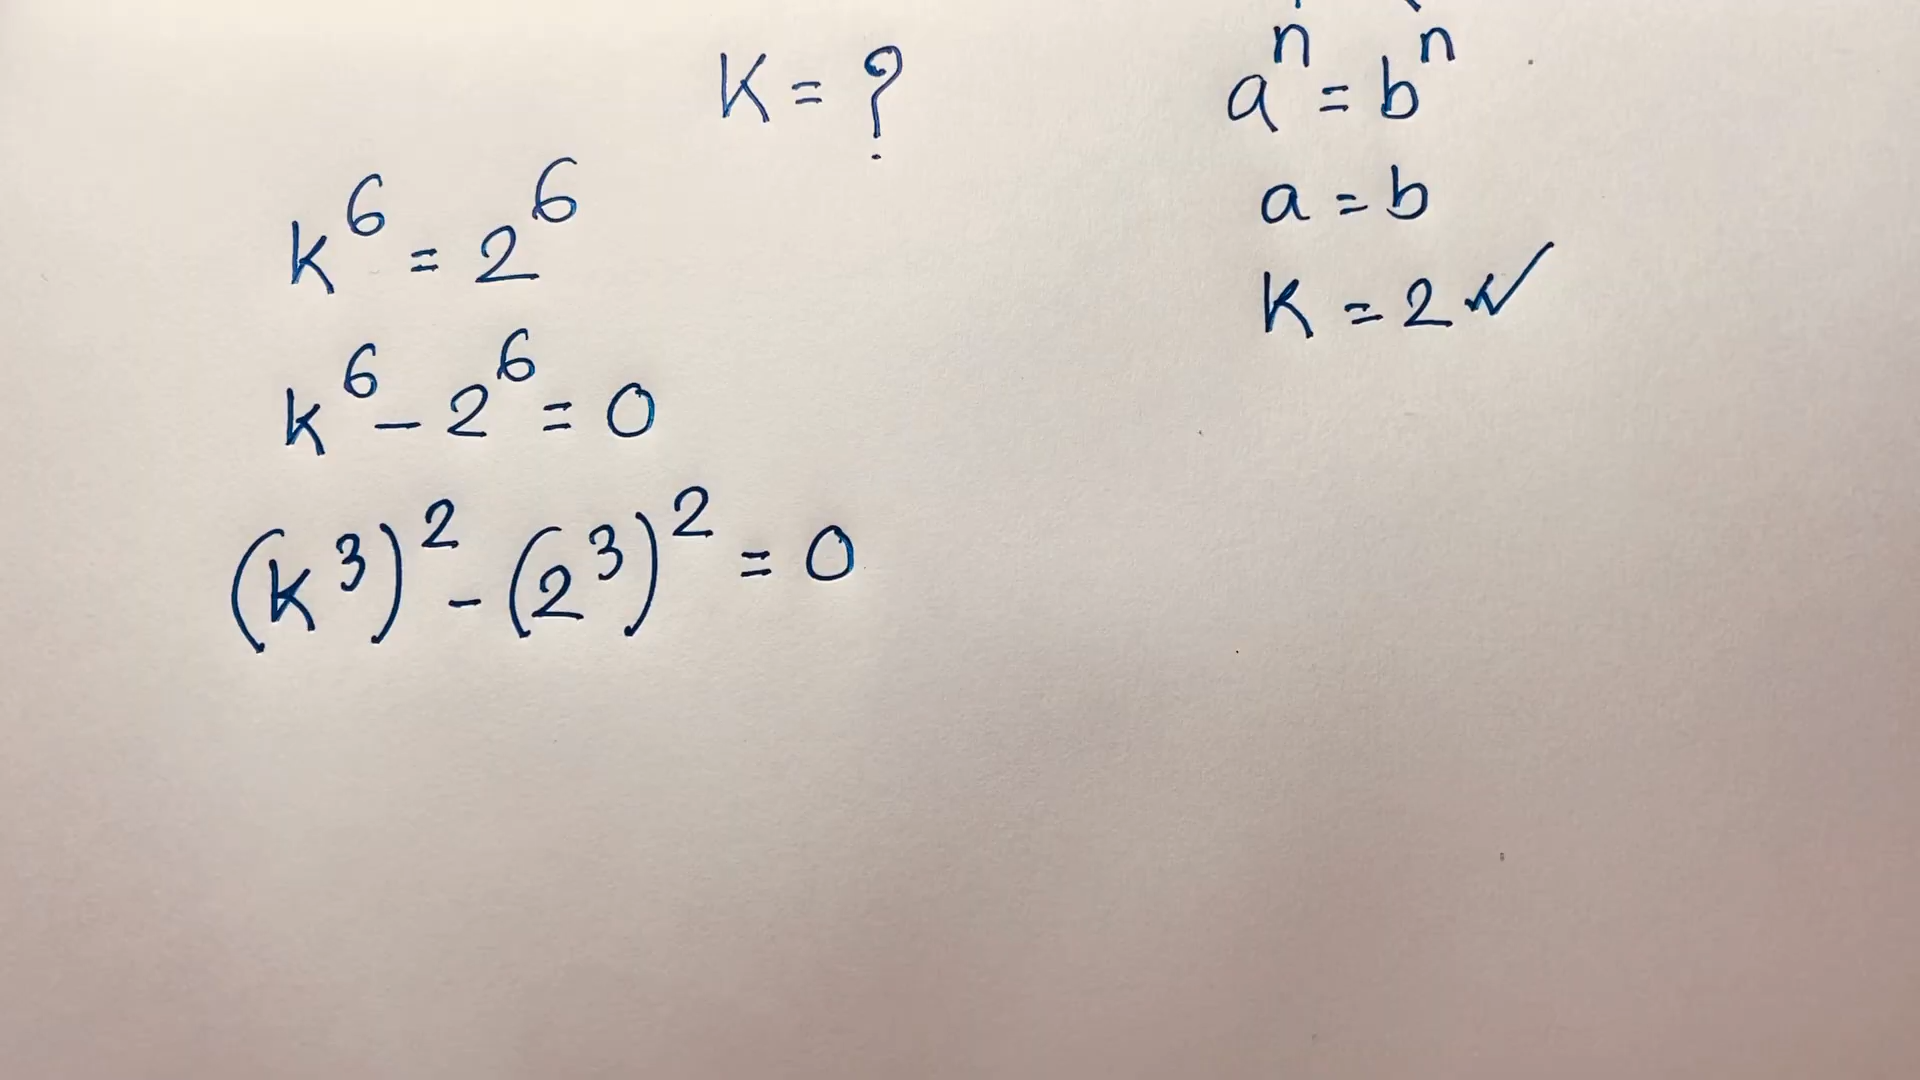 K = ?
k⁶ = 2⁶
k⁶ - 2⁶ = 0
(k³)² - (2³)² = 0
aⁿ = bⁿ
a = b
K = 2 ✓